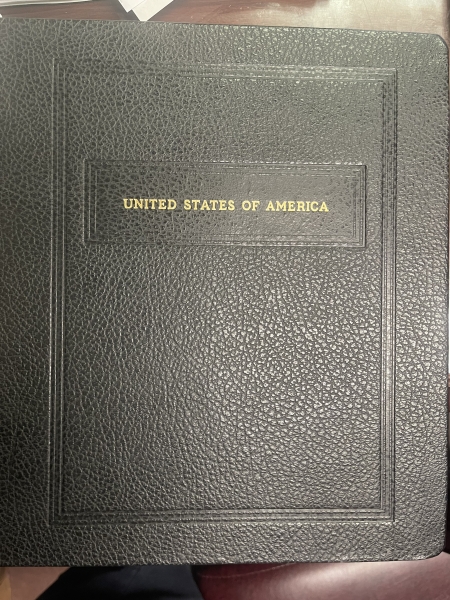 UNITED STATES OF AMERICA